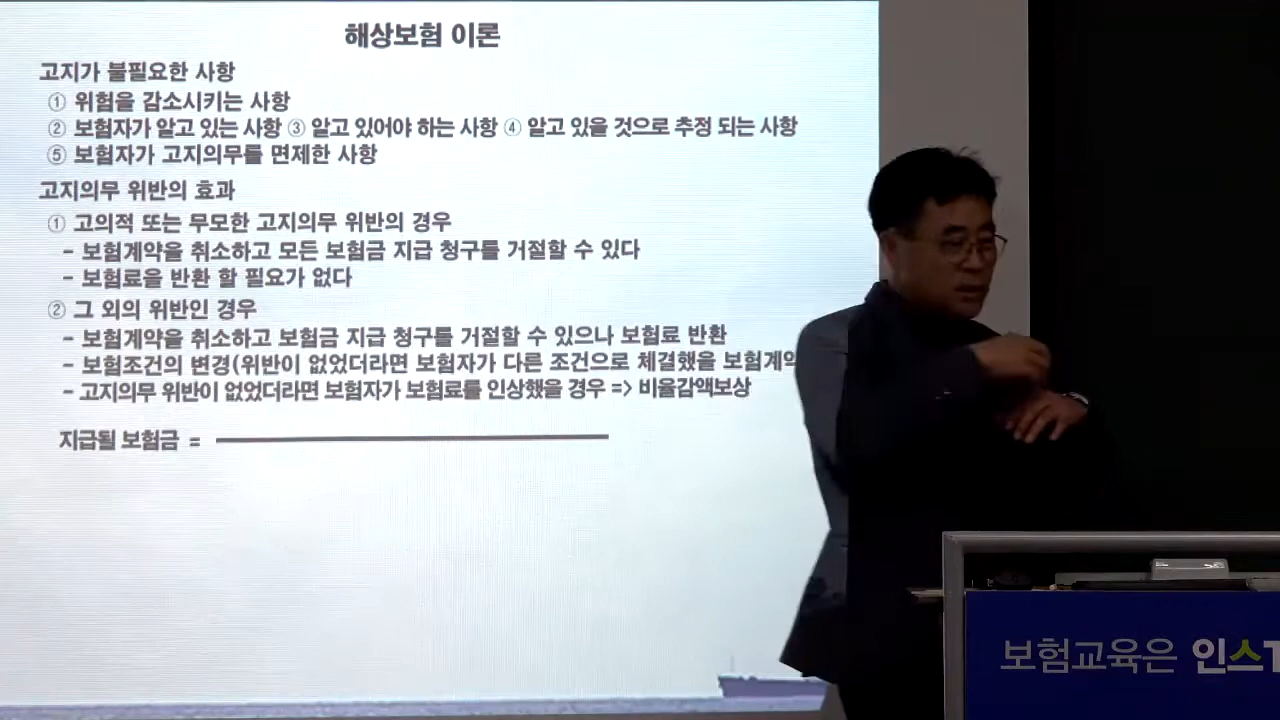 해상보험 이론
고지가 불필요한 사항
① 위험을 감소시키는 사항
② 보험자가 알고 있는 사항 ③ 알고 있어야 하는 사항 ④ 알고 있을 것으로 추정 되는 사항
⑤ 보험자가 고지의무를 면제한 사항
고지의무 위반의 효과
① 고의적 또는 무모한 고지의무 위반의 경우
- 보험계약을 취소하고 모든 보험금 지급 청구를 거절할 수 있다
- 보험료을 반환 할 필요가 없다
② 그 외의 위반인 경우
- 보험계약을 취소하고 보험금 지급 청구를 거절할 수 있으나 보험료 반환
- 보험조건의 변경(위반이 없었더라면 보험자가 다른 조건으로 체결했을 보험계약
- 고지의무 위반이 없었더라면 보험자가 보험료를 인상했을 경우 => 비율감액보상
지급될 보험금 =
보험교육은 인스